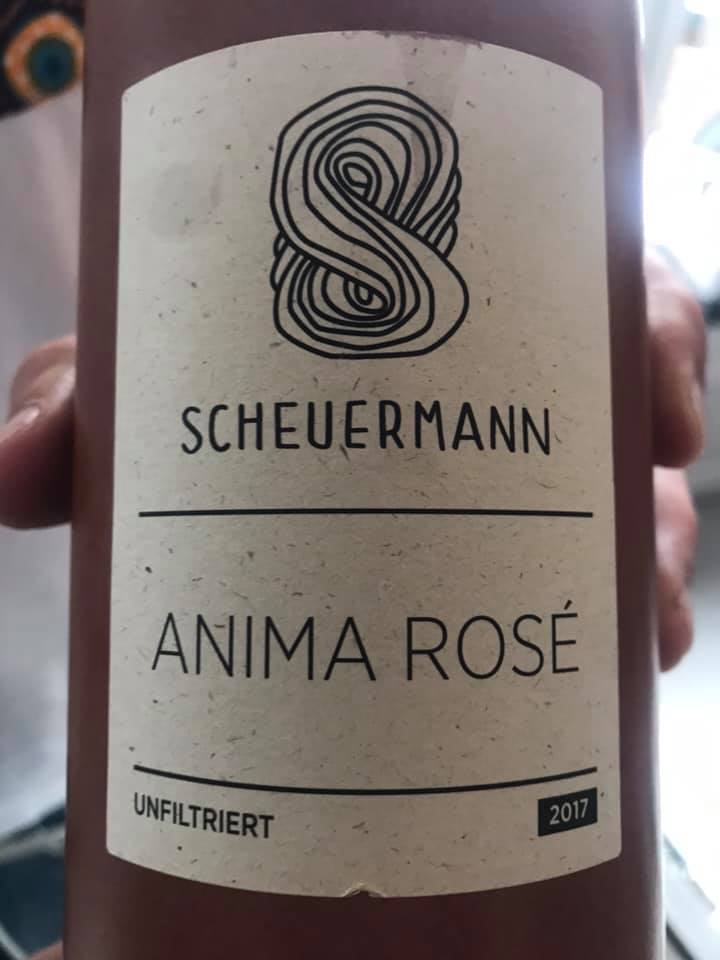 SCHEUERMANN
ANIMA ROSÉ
UNFILTRIERT
2017